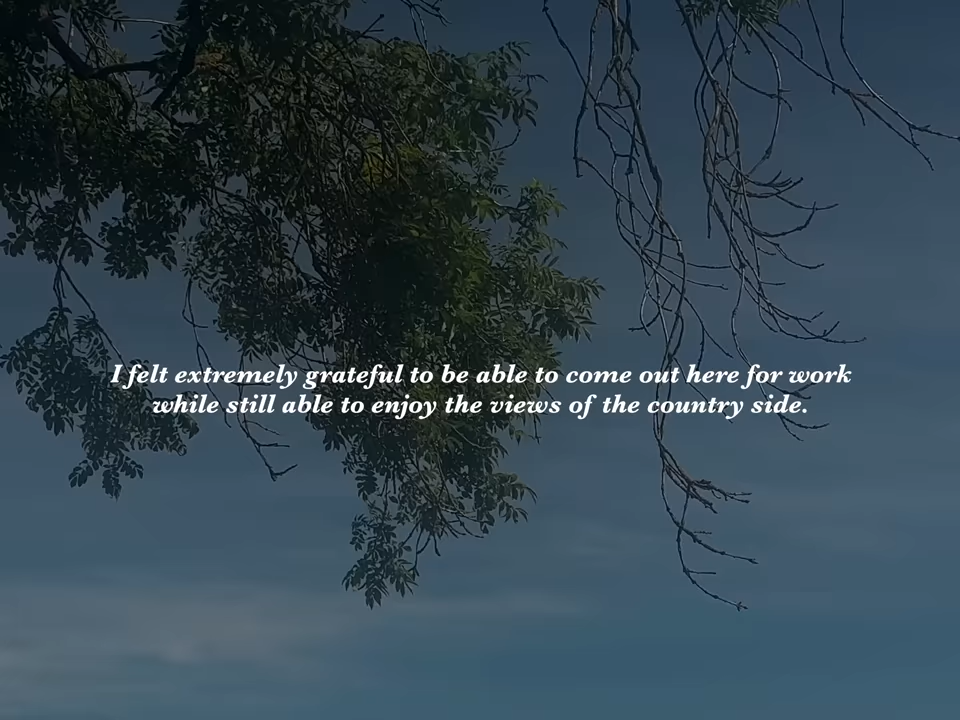 I felt extremely grateful to be able to come out here for work
while still able to enjoy the views of the country side.